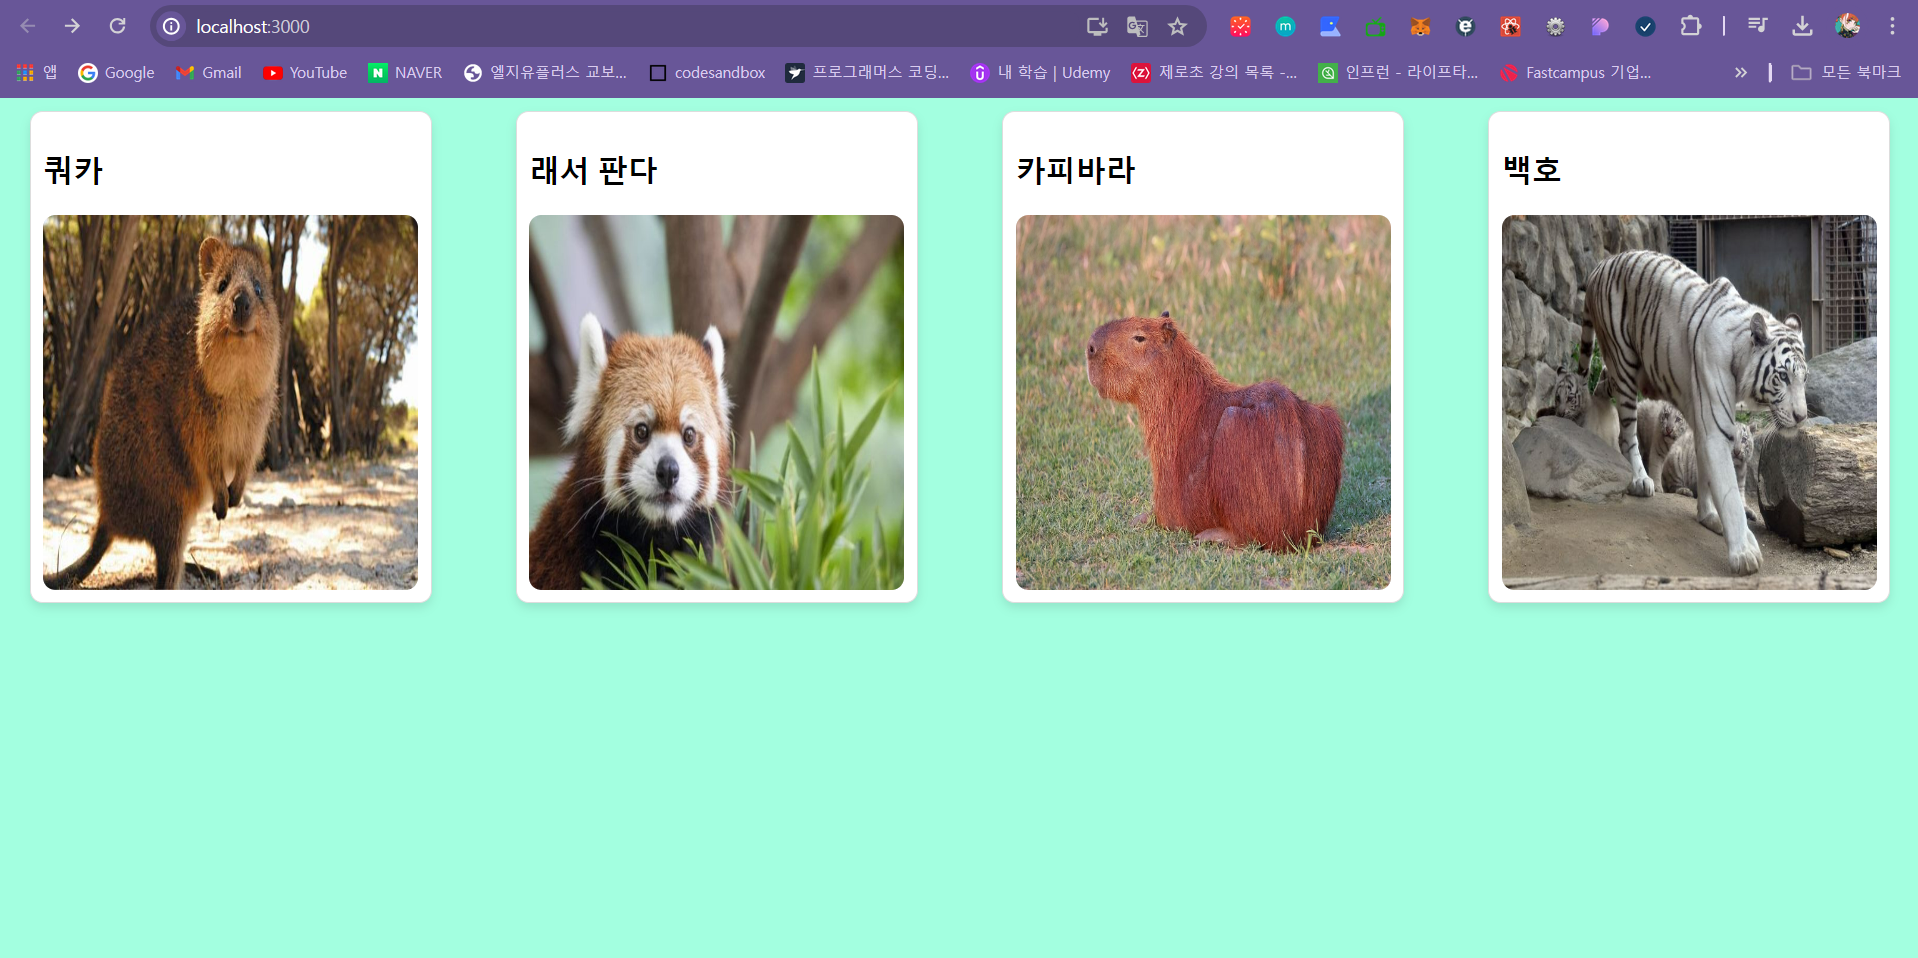 localhost:3000
앱 Google Gmail YouTube NAVER 엘지유플러스 교보... codesandbox 프로그래머스 코딩... 내 학습 | Udemy 제로초 강의 목록 -... 인프런 - 라이프타... Fastcampus 기업... » 모든 북마크
쿼카 래서 판다 카피바라 백호